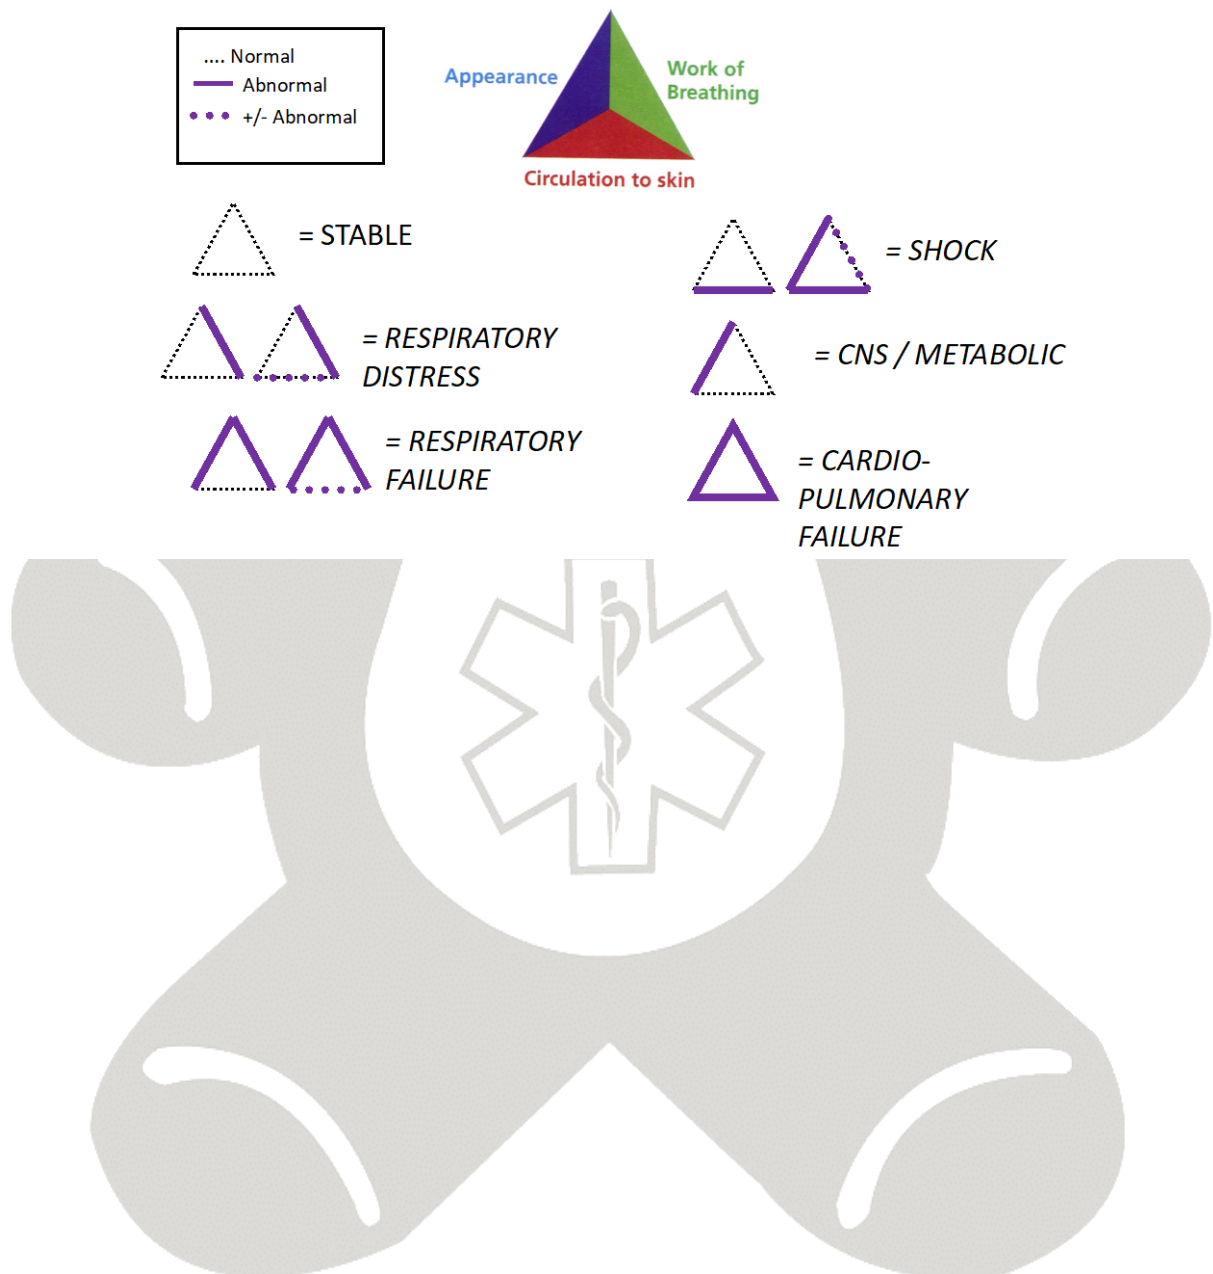 .... Normal
Abnormal
+/- Abnormal
Appearance
Work of
Breathing
Circulation to skin
= STABLE
= SHOCK
= RESPIRATORY
DISTRESS
= CNS / METABOLIC
= RESPIRATORY
FAILURE
= CARDIO-
PULMONARY
FAILURE